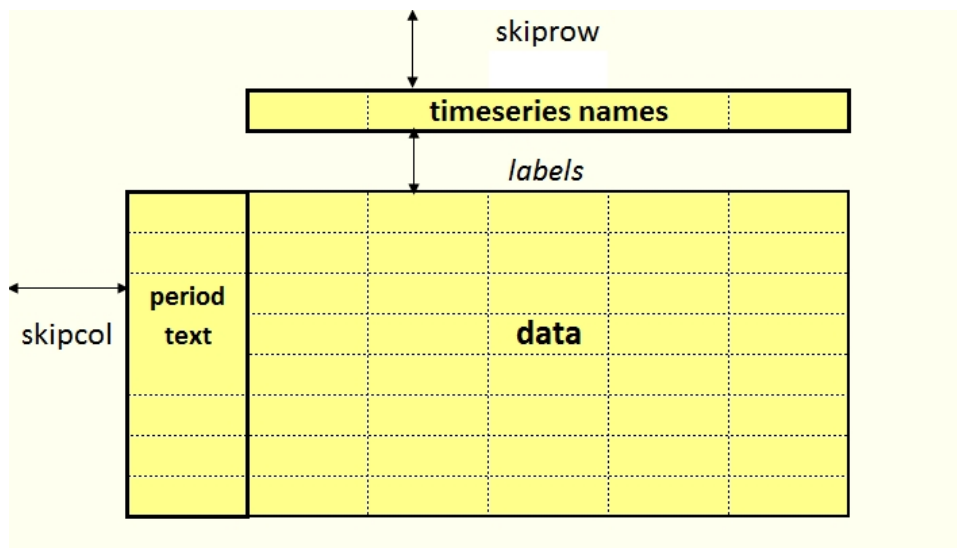 skiprow
timeseries names
labels
period
text
skipcol
data